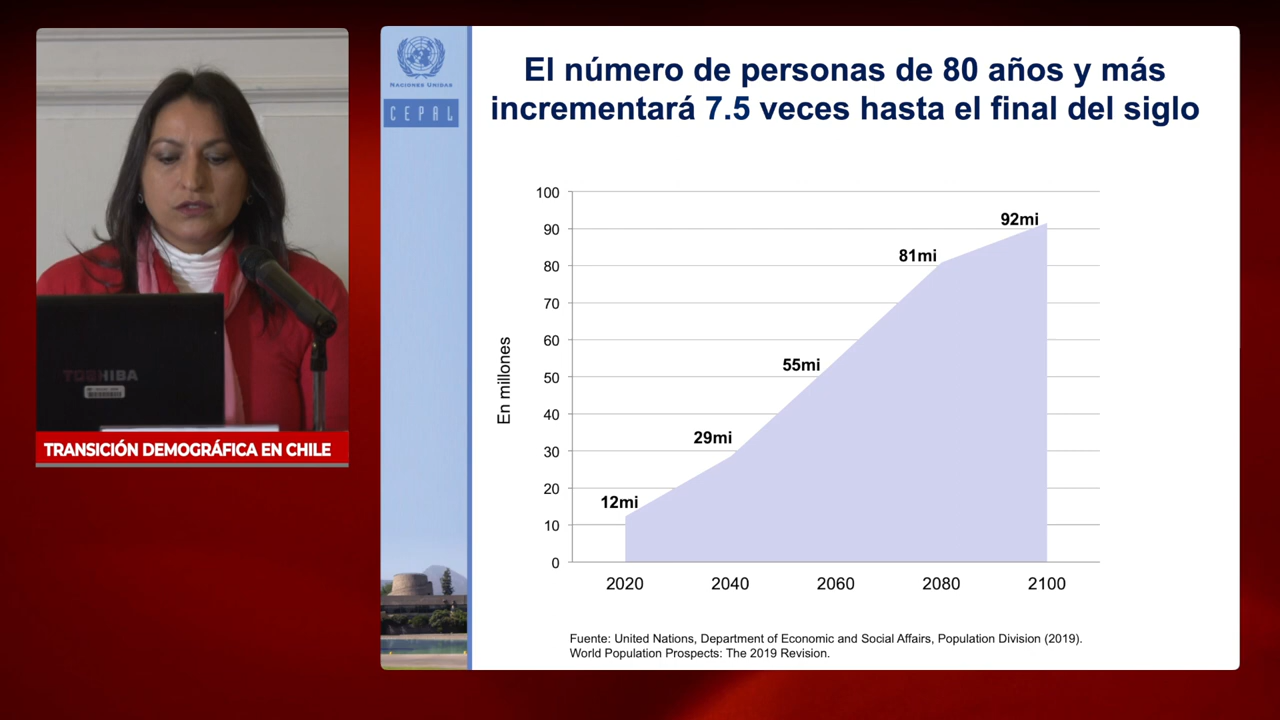 NACIONES UNIDAS
CEPAL
El número de personas de 80 años y más
incrementará 7.5 veces hasta el final del siglo
En millones
100
90
80
70
60
50
40
30
20
10
0
12mi
29mi
55mi
81mi
92mi
2020
2040
2060
2080
2100
Fuente: United Nations, Department of Economic and Social Affairs, Population Division (2019).
World Population Prospects: The 2019 Revision.
TOSHIBA
TRANSICIÓN DEMOGRÁFICA EN CHILE